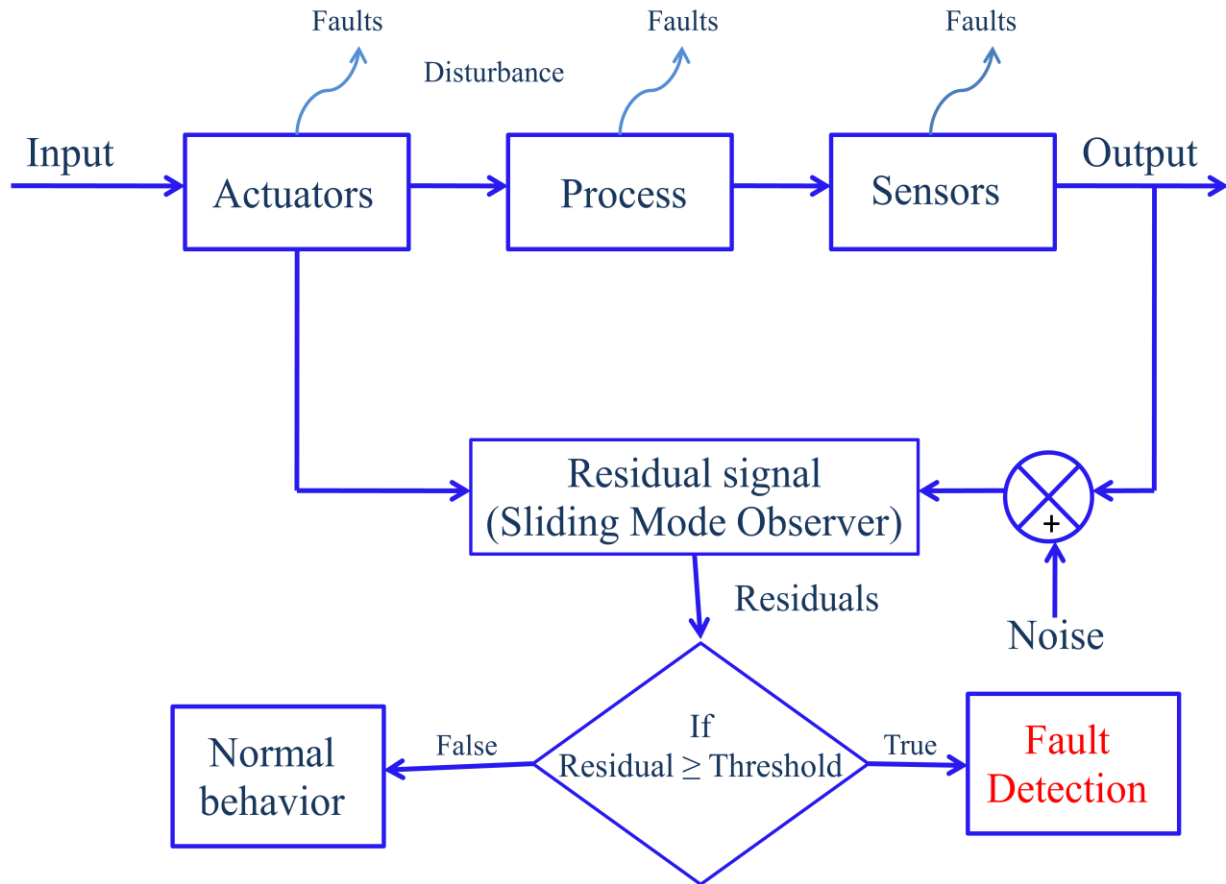 Faults
Faults
Faults
Disturbance
Input
Actuators
Process
Sensors
Output
Residual signal
(Sliding Mode Observer)
+
Residuals
Noise
If
Residual ≥ Threshold
False
True
Normal
behavior
Fault
Detection